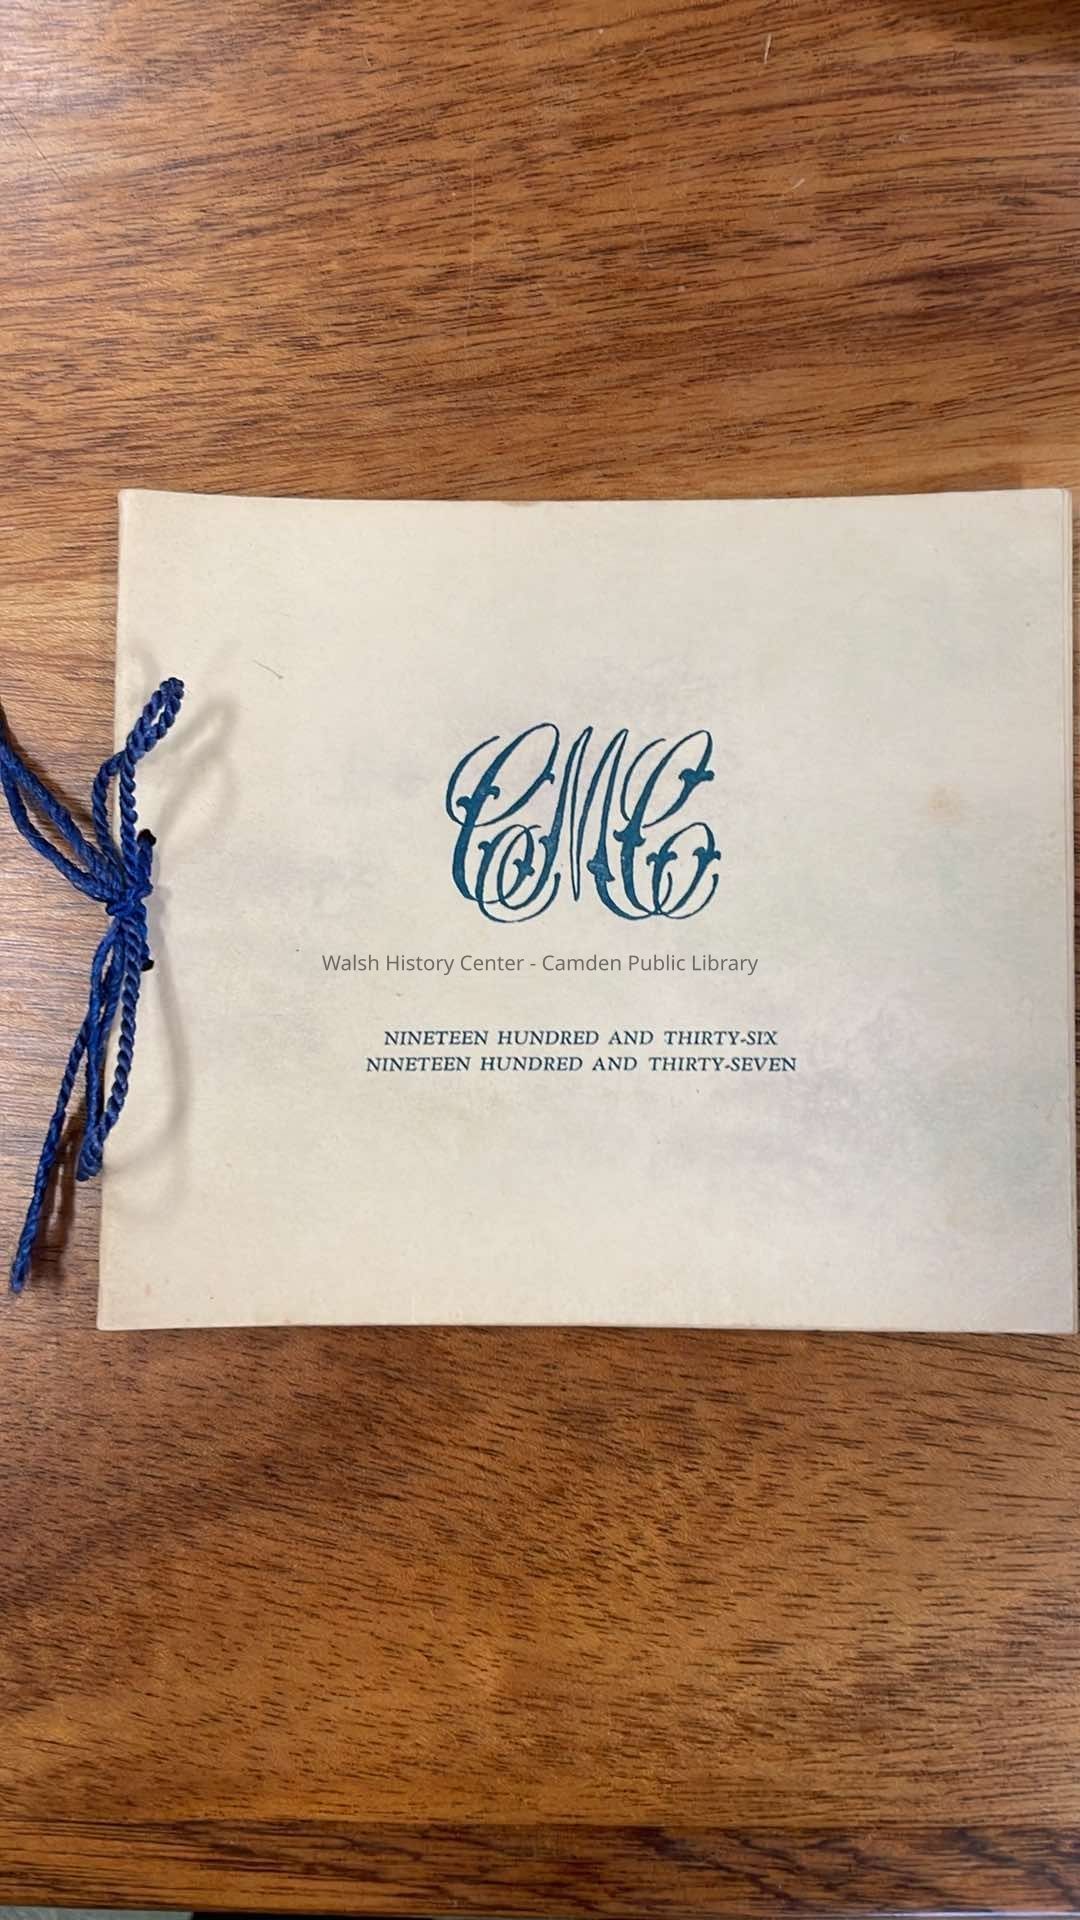 CMC
Walsh History Center - Camden Public Library
NINETEEN HUNDRED AND THIRTY-SIX
NINETEEN HUNDRED AND THIRTY-SEVEN